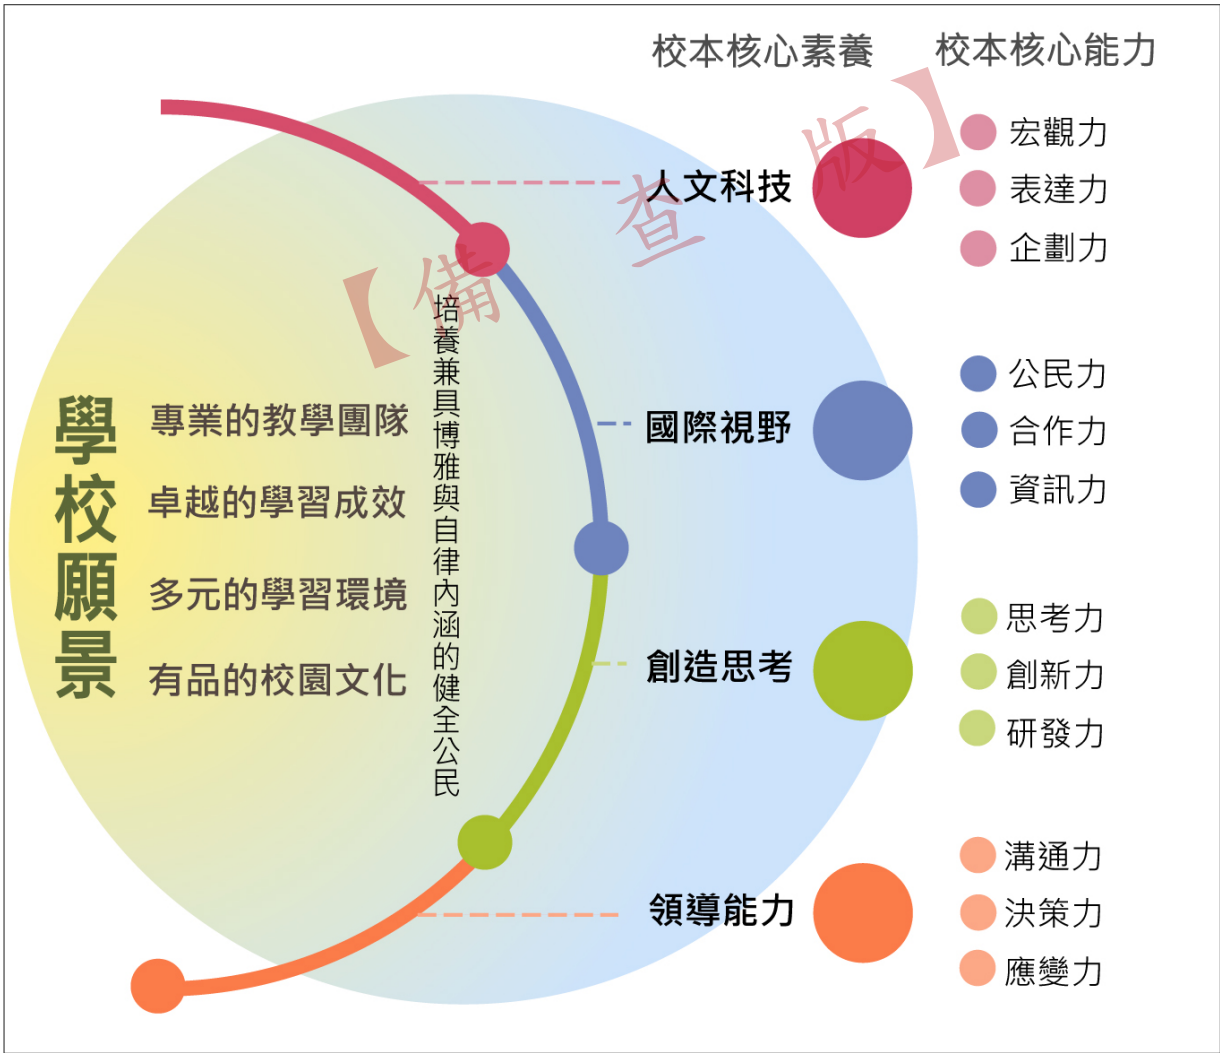 校本核心素養
校本核心能力
人文科技
宏觀力
表達力
企劃力
國際視野
公民力
合作力
資訊力
創造思考
思考力
創新力
研發力
領導能力
溝通力
決策力
應變力
學校願景
專業的教學團隊
卓越的學習成效
多元的學習環境
有品的校園文化
培養兼具博雅與自律內涵的健全公民
【備查版】